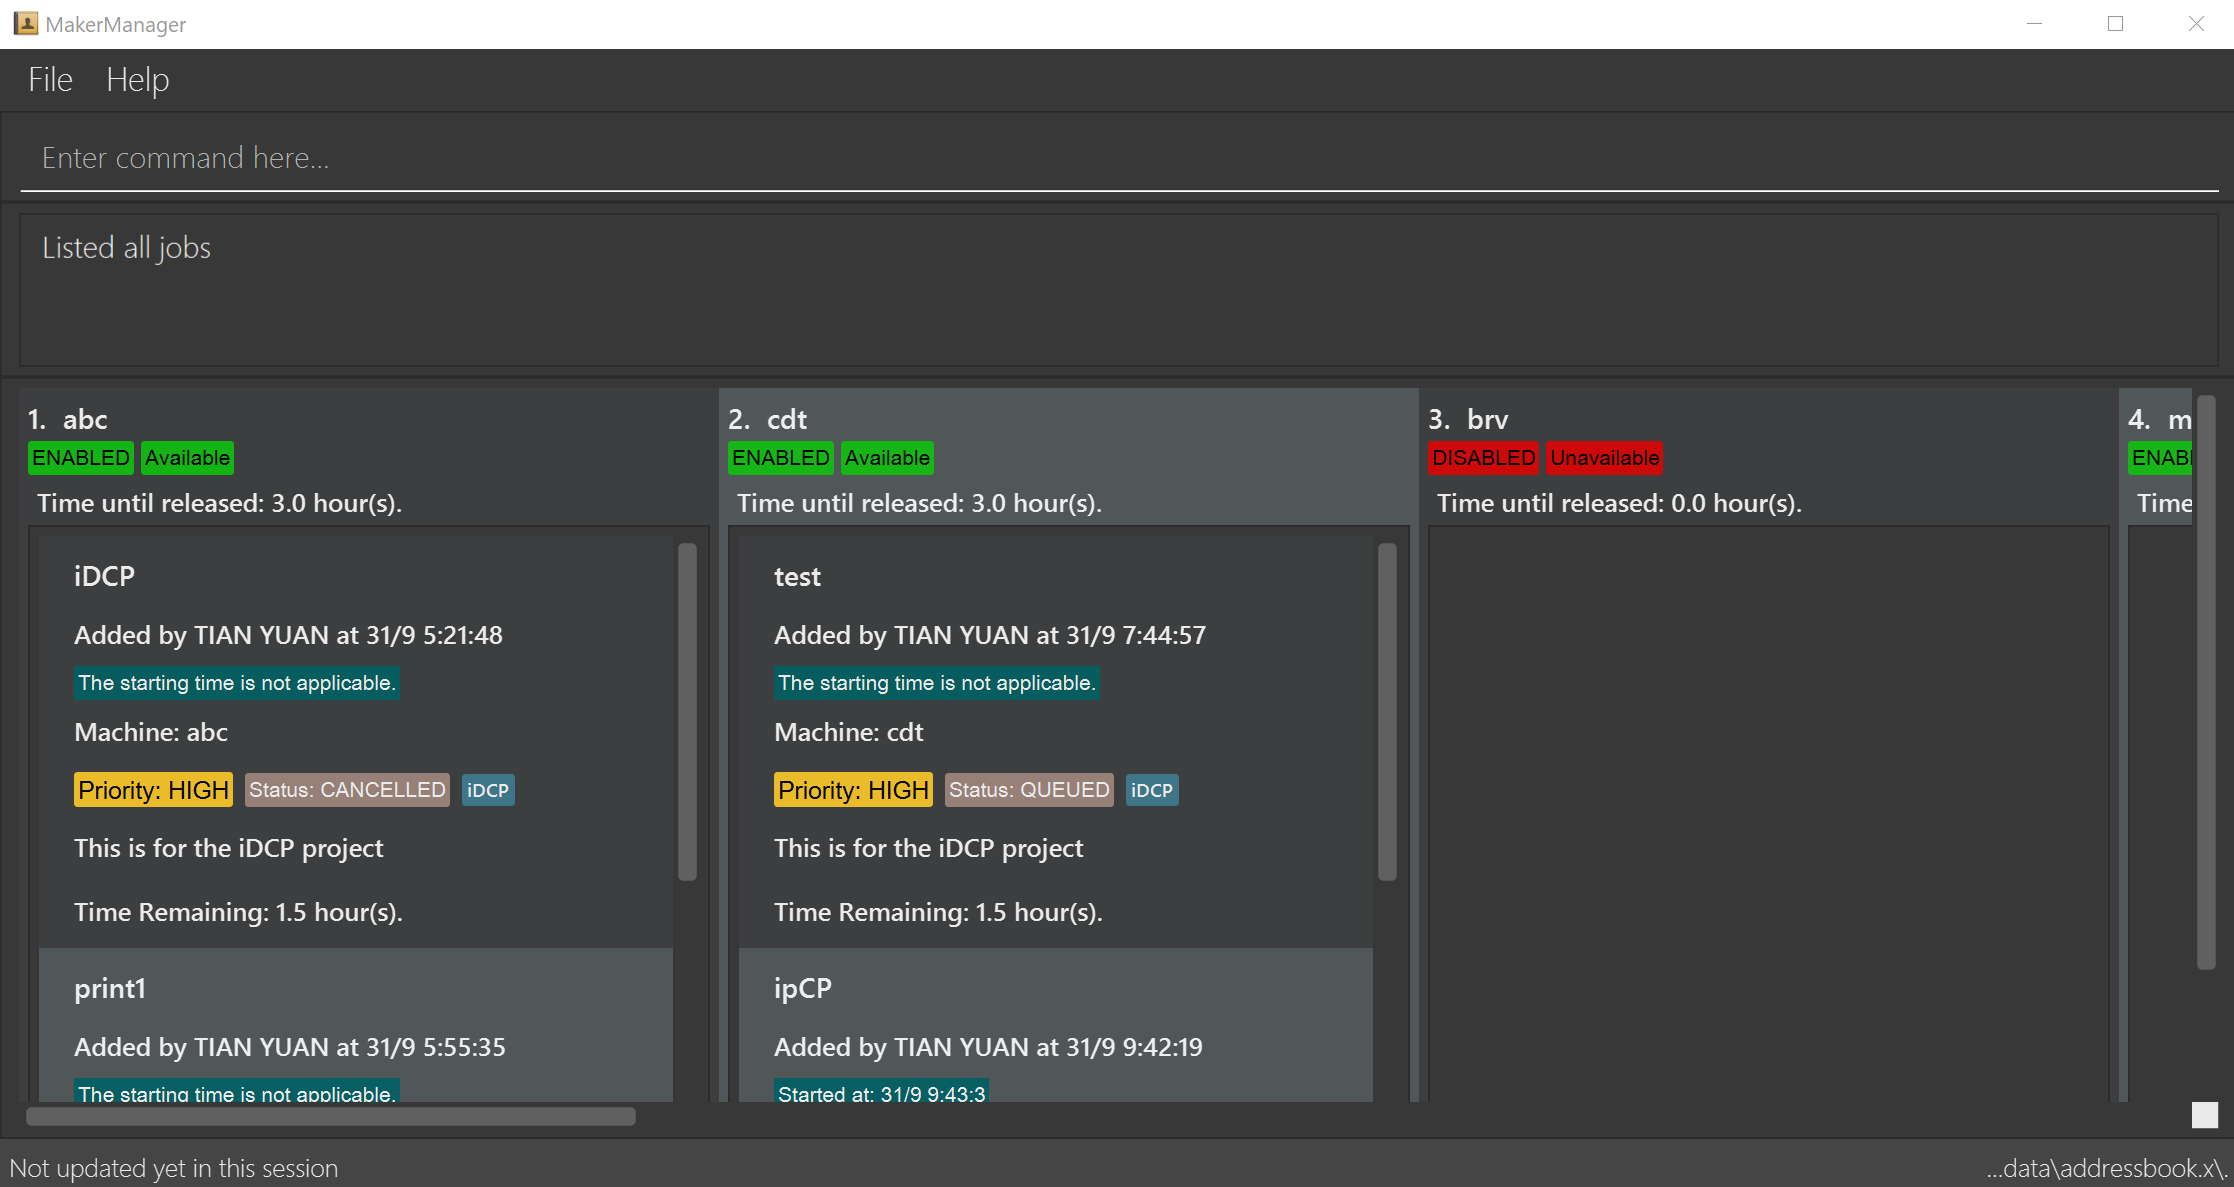 MakerManager
File Help
Enter command here...
Listed all jobs
1. abc
ENABLED Available
Time until released: 3.0 hour(s).
iDCP
Added by TIAN YUAN at 31/9 5:21:48
The starting time is not applicable.
Machine: abc
Priority: HIGH Status: CANCELLED iDCP
This is for the iDCP project
Time Remaining: 1.5 hour(s).
print1
Added by TIAN YUAN at 31/9 5:55:35
The starting time is not applicable.
2. cdt
ENABLED Available
Time until released: 3.0 hour(s).
test
Added by TIAN YUAN at 31/9 7:44:57
The starting time is not applicable.
Machine: cdt
Priority: HIGH Status: QUEUED iDCP
This is for the iDCP project
Time Remaining: 1.5 hour(s).
ipCP
Added by TIAN YUAN at 31/9 9:42:19
Started at: 31/9 9:43:3
3. brv
DISABLED Unavailable
Time until released: 0.0 hour(s).
4. m
ENAB
Time
Not updated yet in this session
...data\addressbook.x\.